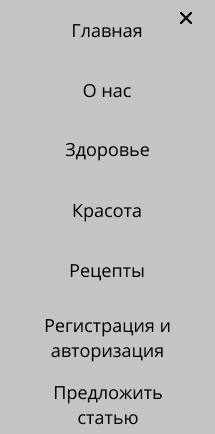 Главная
О нас
Здоровье
Красота
Рецепты
Регистрация и
авторизация
Предложить
статью